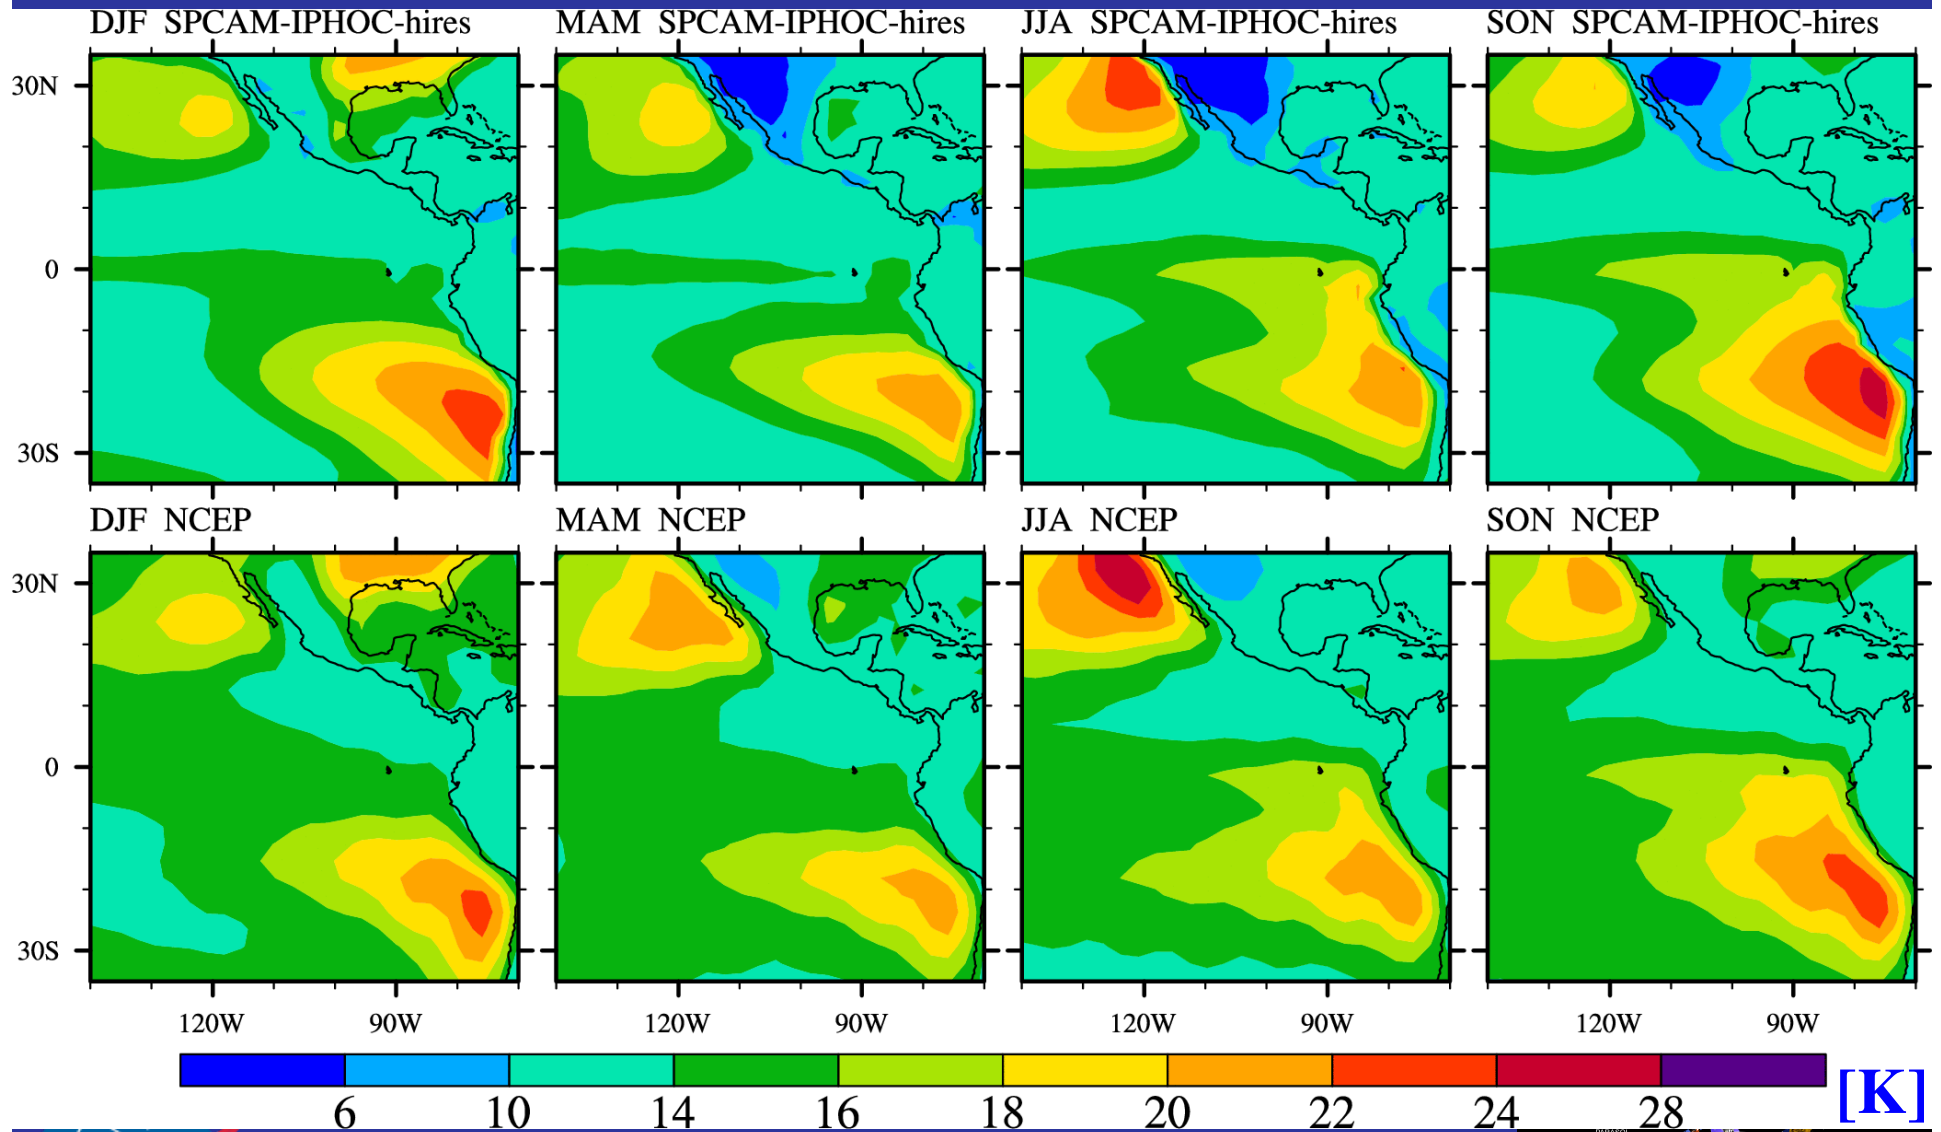 DJF SPCAM-IPHOC-hires
MAM SPCAM-IPHOC-hires
JJA SPCAM-IPHOC-hires
SON SPCAM-IPHOC-hires
30N
0
30S
DJF NCEP
MAM NCEP
JJA NCEP
SON NCEP
30N
0
30S
120W 90W 120W 90W 120W 90W 120W 90W
6 10 14 16 18 20 22 24 28 [K]